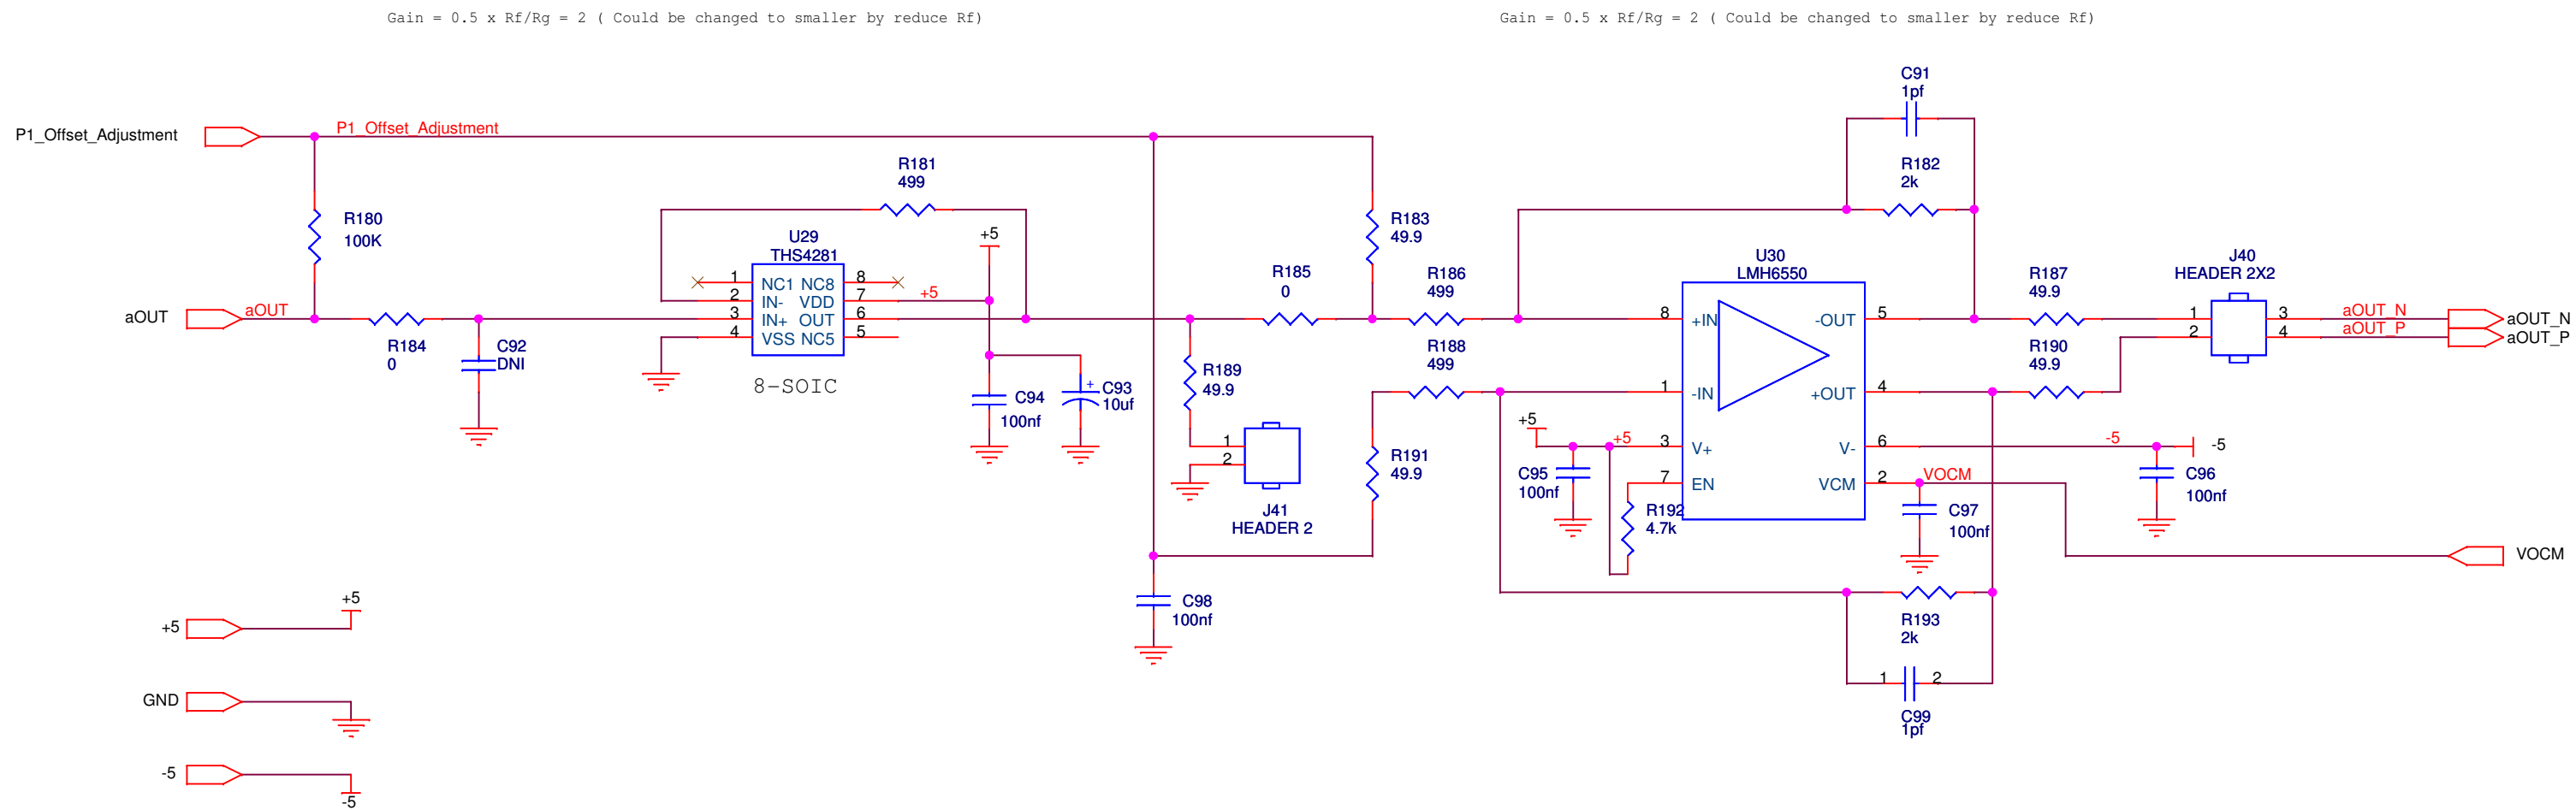 Gain = 0.5 x Rf/Rg = 2 ( Could be changed to smaller by reduce Rf)
Gain = 0.5 x Rf/Rg = 2 ( Could be changed to smaller by reduce Rf)
C91
1pf
P1_Offset_Adjustment
P1_Offset_Adjustment
R181
499
R182
2k
R180
100K
R183
49.9
U29
THS4281
+5
1 NC1 NC8 8
2 IN- VDD 7 +5
3 IN+ OUT 6
4 VSS NC5 5
8-SOIC
aOUT
aOUT
R184
0
C92
DNI
C94
100nf
+
C93
10uf
R185
0
R186
499
R188
499
R189
49.9
1
2
J41
HEADER 2
R191
49.9
U30
LMH6550
8 +IN -OUT 5
1 -IN +OUT 4
+5
+5 3 V+ V- 6 -5
-5
7 EN VCM 2 VOCM
C95
100nf
R192
4.7k
C97
100nf
C96
100nf
R187
49.9
R190
49.9
J40
HEADER 2X2
1 3 aOUT_N
2 4 aOUT_P
aOUT_N
aOUT_P
VOCM
C98
100nf
R193
2k
1 2
C99
1pf
+5
+5
GND
-5
-5